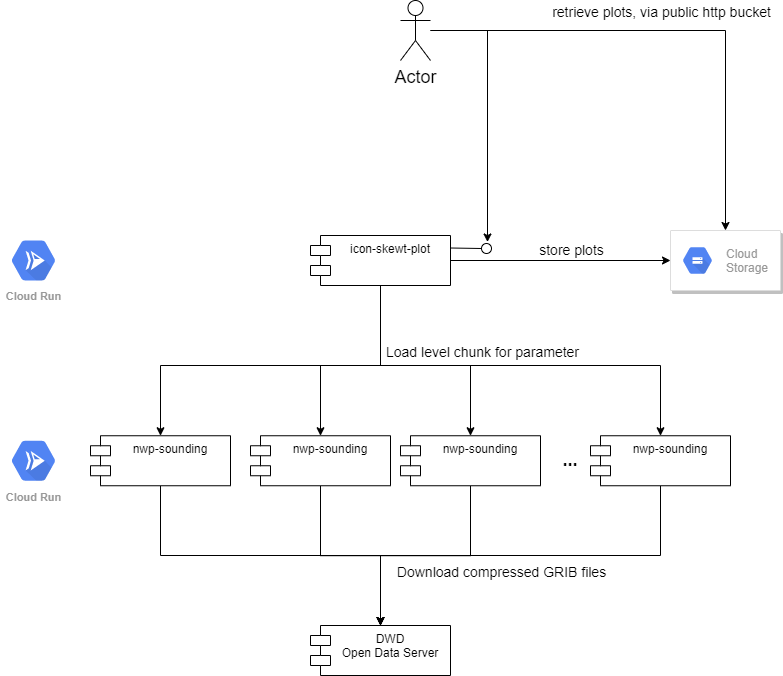 retrieve plots, via public http bucket
Actor
icon-skewt-plot
store plots
Cloud
Storage
Cloud Run
Load level chunk for parameter
nwp-sounding
nwp-sounding
nwp-sounding
...
nwp-sounding
Cloud Run
Download compressed GRIB files
DWD
Open Data Server